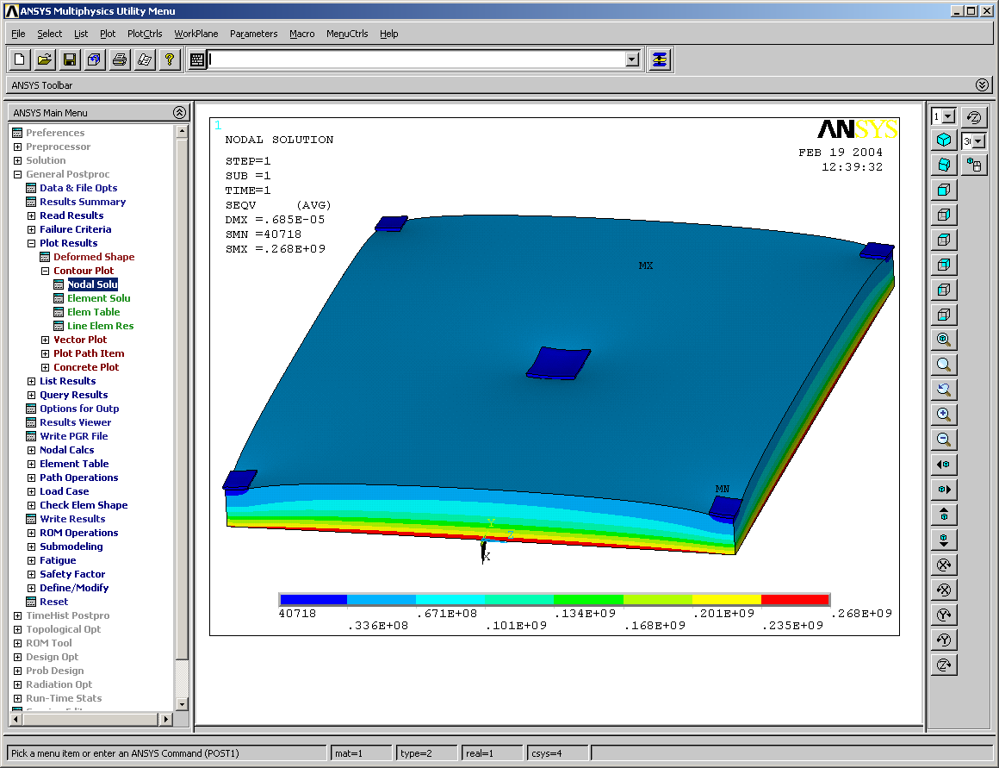 ANSYS Multiphysics Utility Menu
File Select List Plot PlotCtrls WorkPlane Parameters Macro MenuCtrls Help
ANSYS Toolbar
ANSYS Main Menu
Preferences
Preprocessor
Solution
General Postproc
Data & File Opts
Results Summary
Read Results
Failure Criteria
Plot Results
Deformed Shape
Contour Plot
Nodal Solu
Element Solu
Elem Table
Line Elem Res
Vector Plot
Plot Path Item
Concrete Plot
List Results
Query Results
Options for Outp
Results Viewer
Write PGR File
Nodal Calcs
Element Table
Path Operations
Load Case
Check Elem Shape
Write Results
ROM Operations
Submodeling
Fatigue
Safety Factor
Define/Modify
Reset
TimeHist Postpro
Topological Opt
ROM Tool
Design Opt
Prob Design
Radiation Opt
Run-Time Stats
1
NODAL SOLUTION
STEP=1
SUB =1
TIME=1
SEQV (AVG)
DMX =.685E-05
SMN =40718
SMX =.268E+09
ANSYS
FEB 19 2004
12:39:32
MX
MN
Y
Z
X
40718 .671E+08 .134E+09 .201E+09 .268E+09
.336E+08 .101E+09 .168E+09 .235E+09
1
Pick a menu item or enter an ANSYS Command (POST1) mat=1 type=2 real=1 csys=4